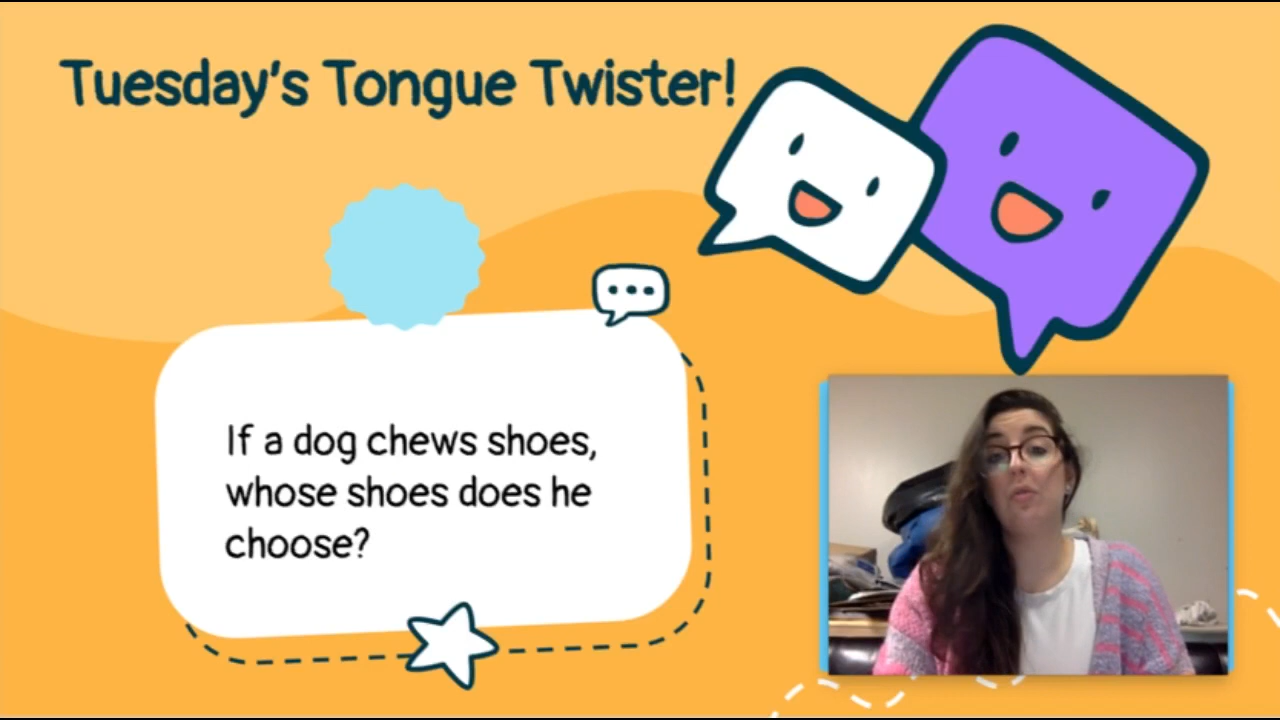 Tuesday's Tongue Twister!
If a dog chews shoes,
whose shoes does he
choose?